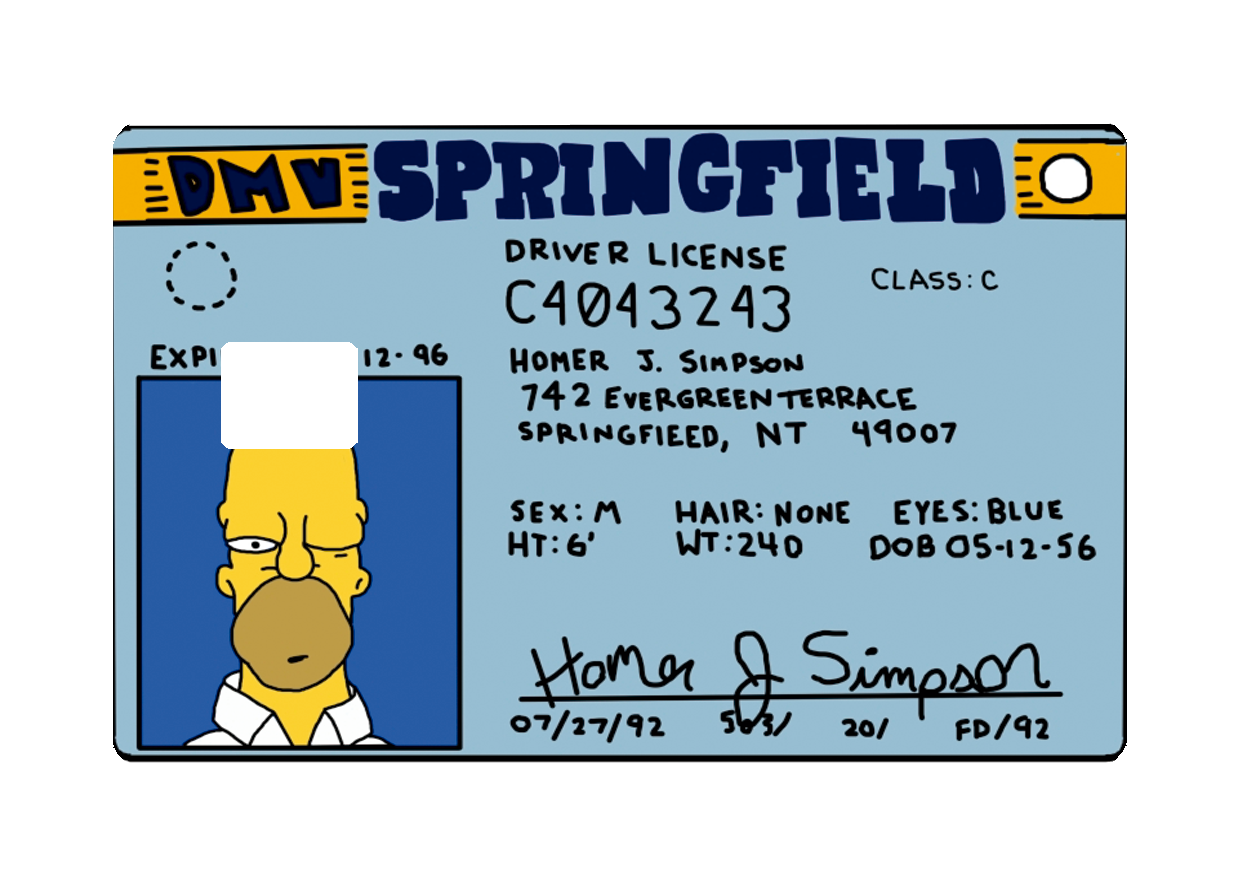 DMV SPRINGFIELD
DRIVER LICENSE
CLASS: C
C4043243
12-96
HOMER J. SIMPSON
742 EVERGREEN TERRACE
SPRINGFIEED, NT 49007
SEX: M HAIR: NONE EYES: BLUE
HT: 6' WT: 240 DOB 05-12-56
Homer J Simpson
07/27/92 563/ 20/ FD/92